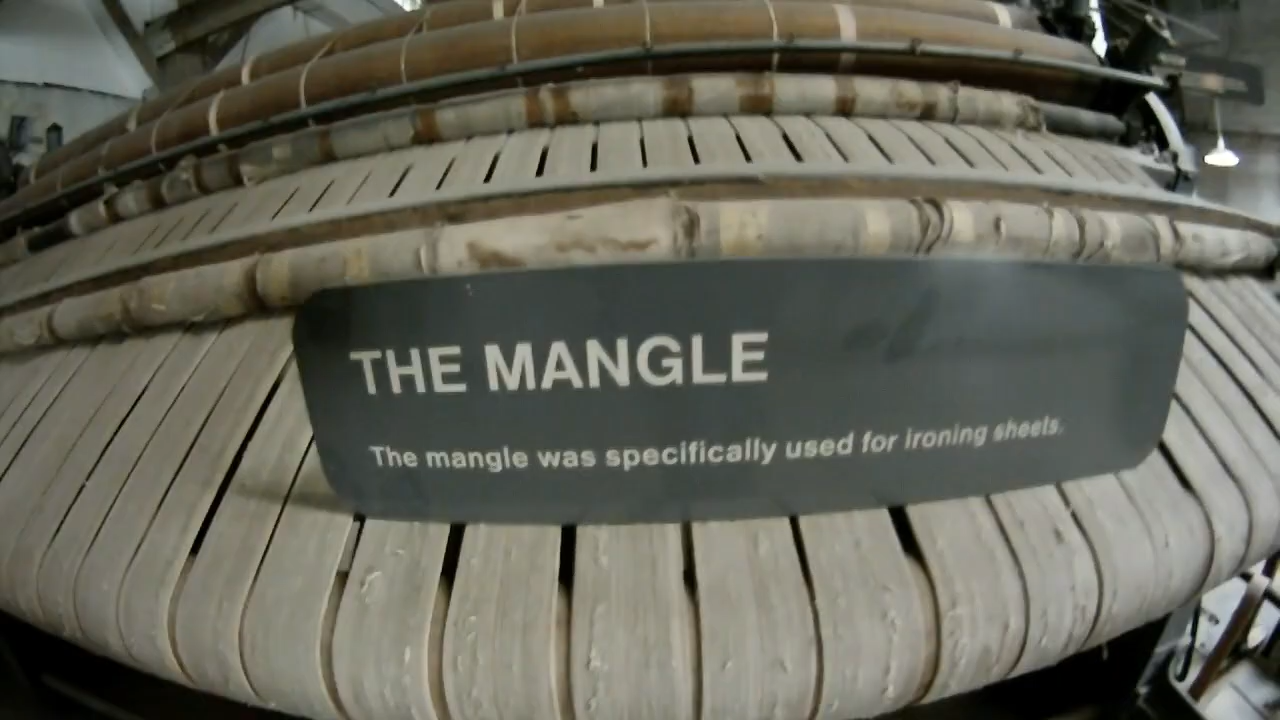 THE MANGLE
The mangle was specifically used for ironing sheets.